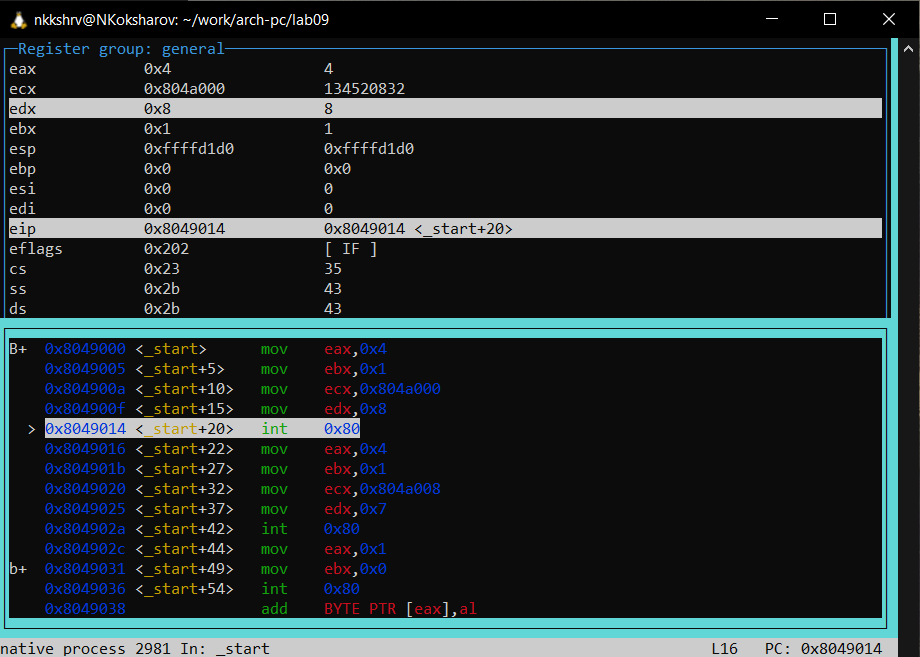 nkkshrv@NKoksharov: ~/work/arch-pc/lab09
Register group: general
eax 0x4 4
ecx 0x804a000 134520832
edx 0x8 8
ebx 0x1 1
esp 0xffffd1d0 0xffffd1d0
ebp 0x0 0x0
esi 0x0 0
edi 0x0 0
eip 0x8049014 0x8049014 <_start+20>
eflags 0x202 [ IF ]
cs 0x23 35
ss 0x2b 43
ds 0x2b 43
B+ 0x8049000 <_start> mov eax,0x4
0x8049005 <_start+5> mov ebx,0x1
0x804900a <_start+10> mov ecx,0x804a000
0x804900f <_start+15> mov edx,0x8
> 0x8049014 <_start+20> int 0x80
0x8049016 <_start+22> mov eax,0x4
0x804901b <_start+27> mov ebx,0x1
0x8049020 <_start+32> mov ecx,0x804a008
0x8049025 <_start+37> mov edx,0x7
0x804902a <_start+42> int 0x80
0x804902c <_start+44> mov eax,0x1
b+ 0x8049031 <_start+49> mov ebx,0x0
0x8049036 <_start+54> int 0x80
0x8049038 add BYTE PTR [eax],al
native process 2981 In: _start L16 PC: 0x8049014